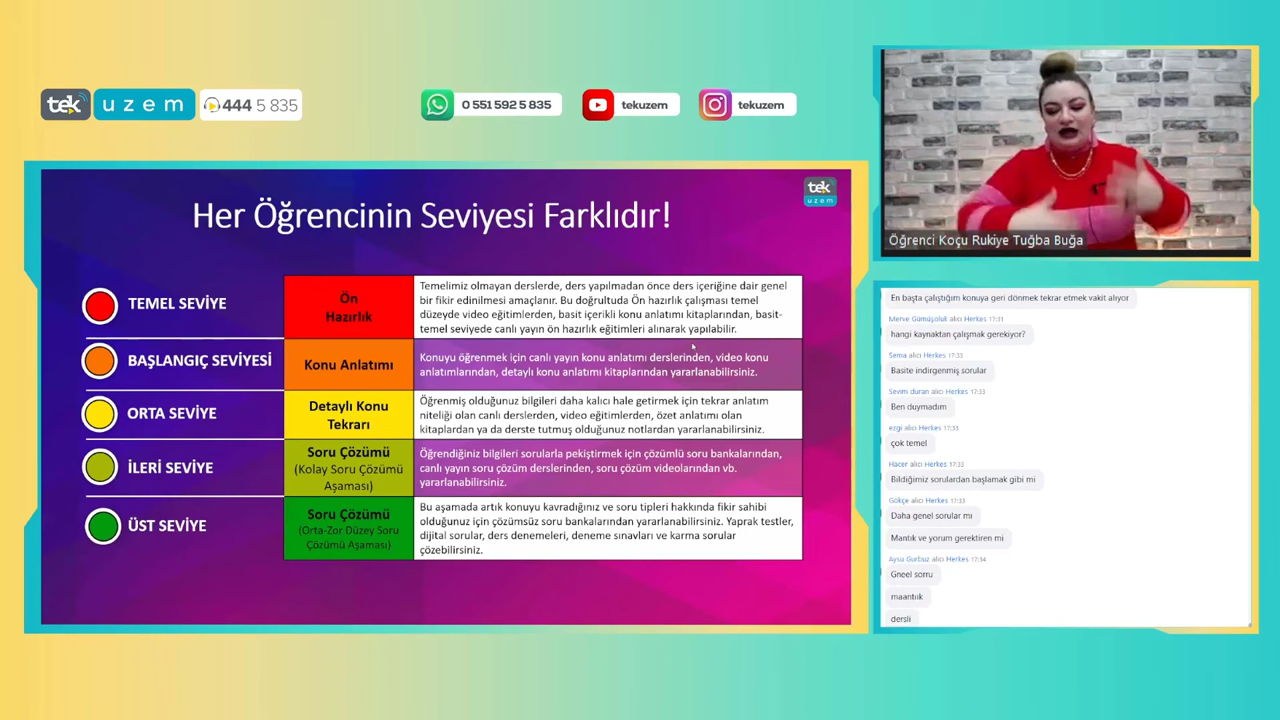 tek uzem 444 5 835
0 551 592 5 835
tekuzem
tekuzem
tek
uzem
Her Öğrencinin Seviyesi Farklıdır!
TEMEL SEVİYE
Ön
Hazırlık
Temelimiz olmayan derslerde, ders yapılmadan önce ders içeriğine dair genel
bir fikir edinilmesi amaçlanır. Bu doğrultuda Ön hazırlık çalışması temel
düzeyde video eğitimlerden, basit içerikli konu anlatımı kitaplarından, basit-
temel seviyede canlı yayın ön hazırlık eğitimleri alınarak yapılabilir.
BAŞLANGIÇ SEVİYESİ
Konu Anlatımı
Konuyu öğrenmek için canlı yayın konu anlatımı derslerinden, video konu
anlatımlarından, detaylı konu anlatımı kitaplarından yararlanabilirsiniz.
ORTA SEVİYE
Detaylı Konu
Tekrarı
Öğrenmiş olduğunuz bilgileri daha kalıcı hale getirmek için tekrar anlatım
niteliği olan canlı derslerden, video eğitimlerden, özet anlatımı olan
kitaplardan ya da derste tutmuş olduğunuz notlardan yararlanabilirsiniz.
İLERİ SEVİYE
Soru Çözümü
(Kolay Soru Çözümü
Aşaması)
Öğrendiğiniz bilgileri sorularla pekiştirmek için çözümlü soru bankalarından,
canlı yayın soru çözüm derslerinden, soru çözüm videolarından vb.
yararlanabilirsiniz.
ÜST SEVİYE
Soru Çözümü
(Orta-Zor Düzey Soru
Çözümü Aşaması)
Bu aşamada artık konuyu kavradığınız ve soru tipleri hakkında fikir sahibi
olduğunuz için çözümsüz soru bankalarından yararlanabilirsiniz. Yaprak testler,
dijital sorular, ders denemeleri, deneme sınavları ve karma sorular
çözebilirsiniz.
Öğrenci Koçu Rukiye Tuğba Buğa
En başta çalıştığım konuya geri dönmek tekrar etmek vakit alıyor
Merve Gümüşoluk alıcı Herkes 17:31
hangi kaynaktan çalışmak gerekiyor?
Sema alıcı Herkes 17:33
Basite indirgenmiş sorular
Sevim duran alıcı Herkes 17:33
Ben duymadım
ezgi alıcı Herkes 17:33
çok temel
Hacer alıcı Herkes 17:33
Bildiğimiz sorulardan başlamak gibi mi
Gökçe alıcı Herkes 17:33
Daha genel sorular mı
Mantık ve yorum gerektiren mi
Aysu Gurbuz alıcı Herkes 17:34
Gneel sorru
maantıık
dersli